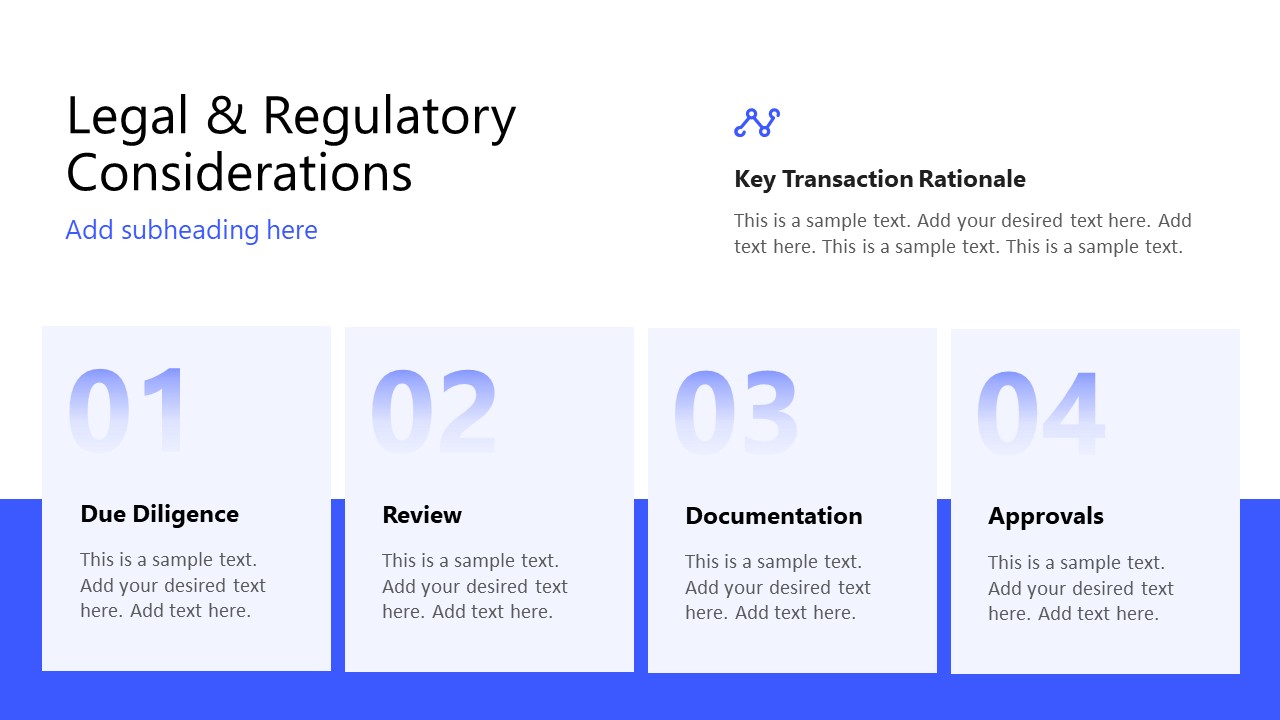 Legal & Regulatory
Considerations
Add subheading here
Key Transaction Rationale
This is a sample text. Add your desired text here. Add
text here. This is a sample text. This is a sample text.
01
Due Diligence
This is a sample text.
Add your desired text
here. Add text here.
02
Review
This is a sample text.
Add your desired text
here. Add text here.
03
Documentation
This is a sample text.
Add your desired text
here. Add text here.
04
Approvals
This is a sample text.
Add your desired text
here. Add text here.